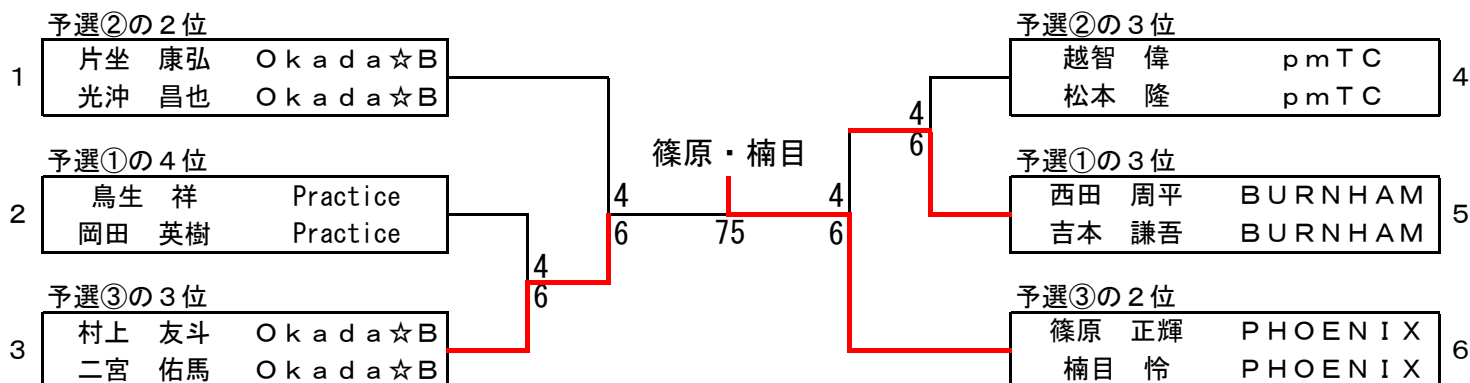 予選②の2位
1 片坐 康弘 Okada☆B
光沖 昌也 Okada☆B
予選①の4位
2 鳥生 祥 Practice
岡田 英樹 Practice
予選③の3位
3 村上 友斗 Okada☆B
二宮 佑馬 Okada☆B
4
6
4
6
篠原・楠目
75
4
6
4
6
予選②の3位
越智 偉 pmTC 4
松本 隆 pmTC
予選①の3位
西田 周平 BURNHAM 5
吉本 謙吾 BURNHAM
予選③の2位
篠原 正輝 PHOENIX 6
楠目 怜 PHOENIX